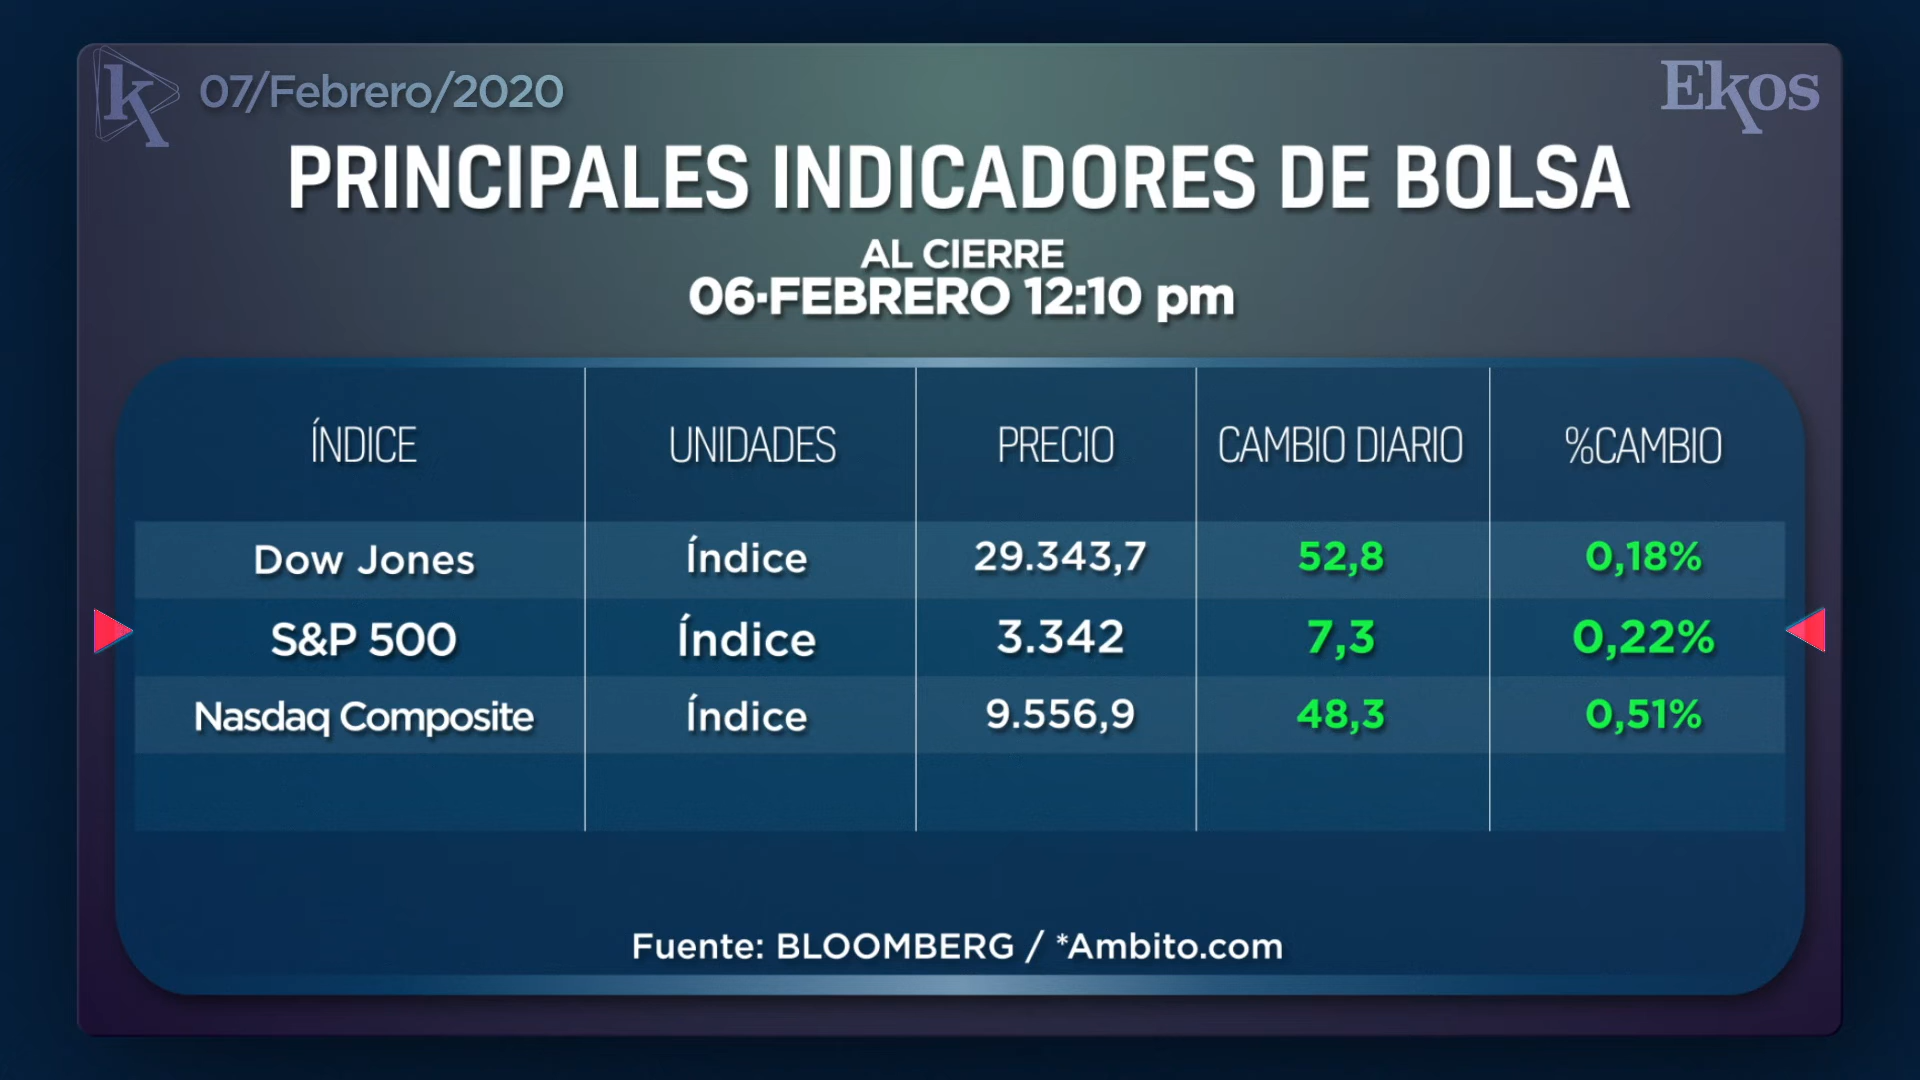 k 07/Febrero/2020
Ekos
PRINCIPALES INDICADORES DE BOLSA
AL CIERRE
06·FEBRERO 12:10 pm
ÍNDICE UNIDADES PRECIO CAMBIO DIARIO %CAMBIO
Dow Jones Índice 29.343,7 52,8 0,18%
S&P 500 Índice 3.342 7,3 0,22%
Nasdaq Composite Índice 9.556,9 48,3 0,51%
Fuente: BLOOMBERG / *Ambito.com